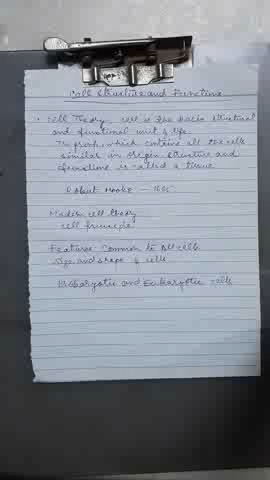 Cell Structure and Function
• Cell Theory cell is the basic structural
and functional unit of life.
The group which contains all the cells
similar in origin, structure and
functions is called a tissue
Robert Hooke – 1665
Modern cell theory
cell principle
Features Common to All cells
Size and shape of cells
Prokaryotic and Eukaryotic cells